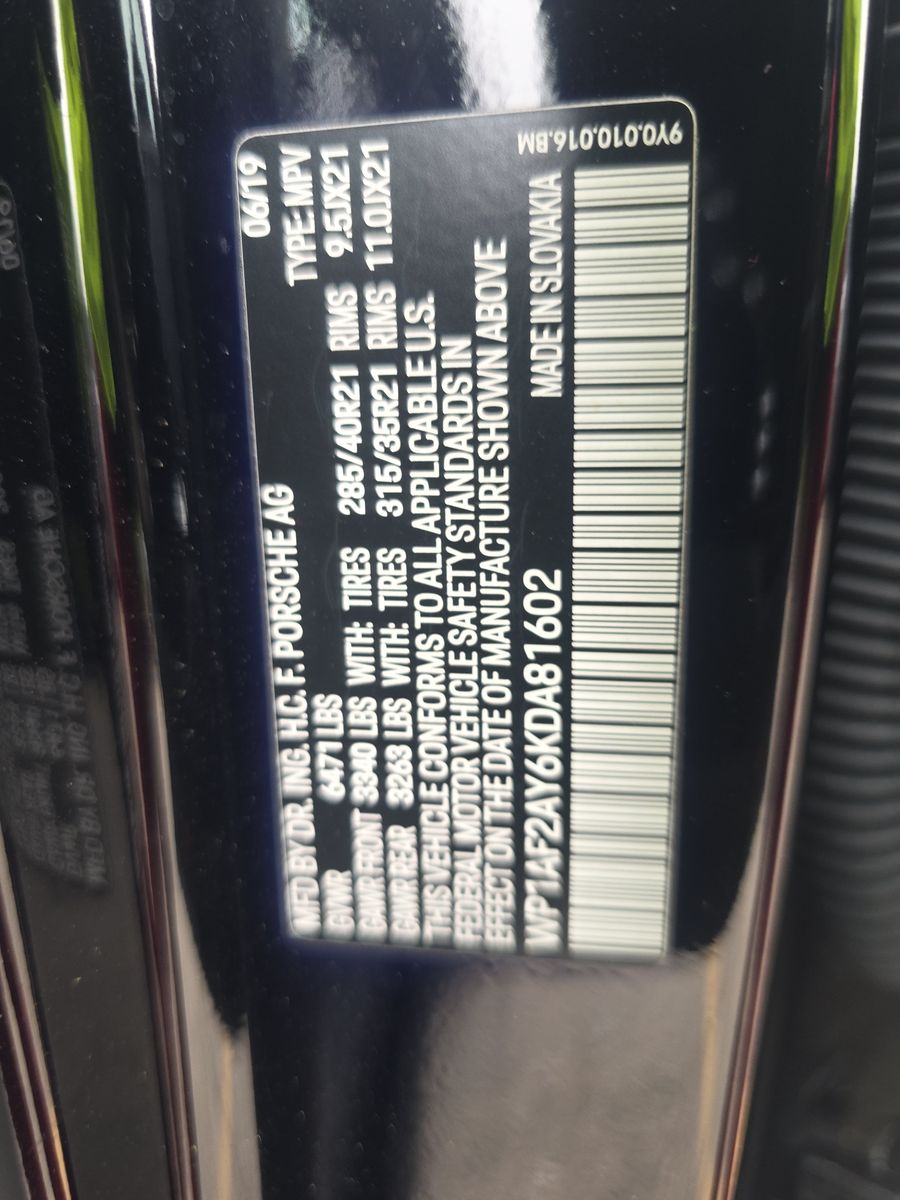 MFD BY DR. ING. H.C. F. PORSCHE AG 06/19
GVWR 6471 LBS TYPE: MPV
GAWR FRONT 3340 LBS WITH: TIRES 285/40R21 RIMS 9.5JX21
GAWR REAR 3263 LBS WITH: TIRES 315/35R21 RIMS 11.0JX21
THIS VEHICLE CONFORMS TO ALL APPLICABLE U.S.
FEDERAL MOTOR VEHICLE SAFETY STANDARDS IN
EFFECT ON THE DATE OF MANUFACTURE SHOWN ABOVE
WP1AF2AY6KDA81602 MADE IN SLOVAKIA
9Y0.010.016.BM